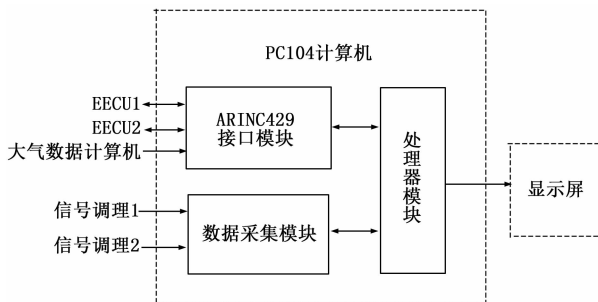 PC104计算机
EECU1
EECU2
大气数据计算机
ARINC429
接口模块
处理器模块
显示屏
信号调理1
信号调理2
数据采集模块